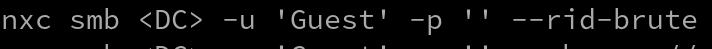 nxc smb <DC> -u 'Guest' -p '' --rid-brute